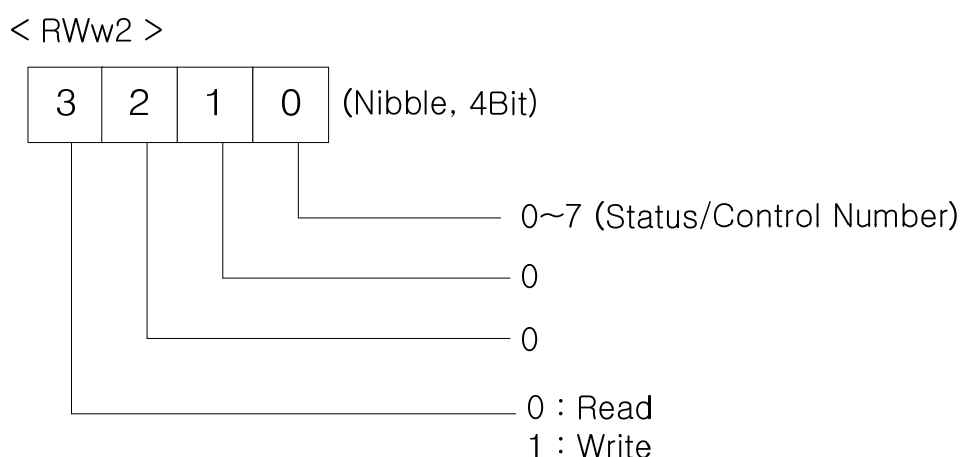 < RWw2 >
3 2 1 0 (Nibble, 4Bit)
0~7 (Status/Control Number)
0
0
0 : Read
1 : Write